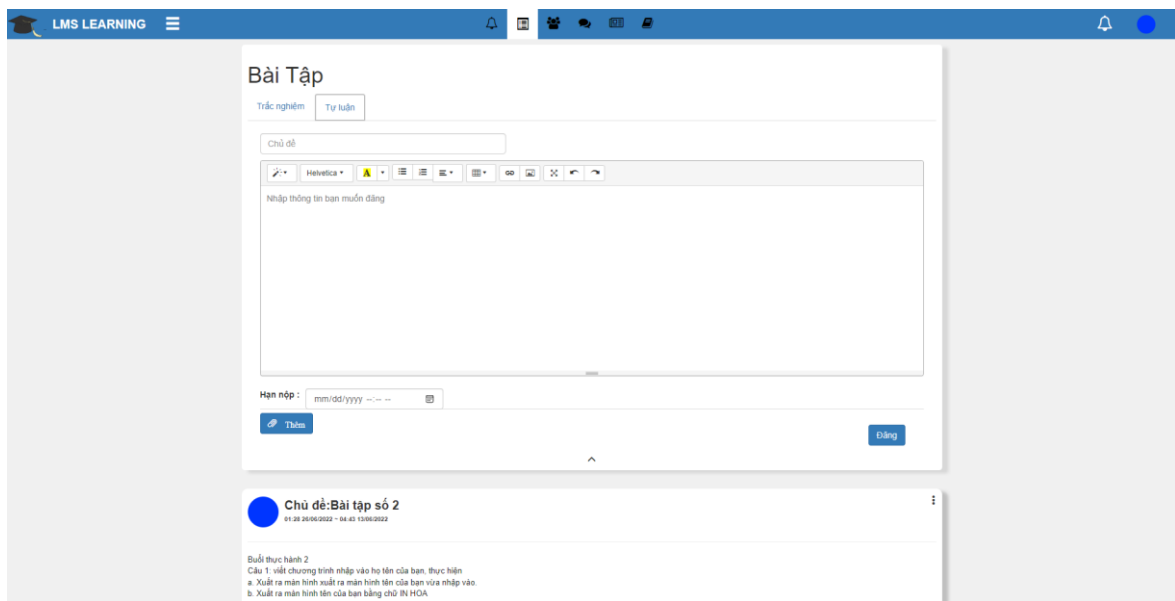 LMS LEARNING
Bài Tập
Trắc nghiệm Tự luận
Chủ đề
Helvetica A
Nhập thông tin bạn muốn đăng
Hạn nộp : mm/dd/yyyy --:-- --
Thêm
Đăng
Chủ đề:Bài tập số 2
01:28 26/06/2022 ~ 04:43 13/06/2022
Buổi thực hành 2
Câu 1: viết chương trình nhập vào họ tên của bạn, thực hiện
a. Xuất ra màn hình xuất ra màn hình tên của bạn vừa nhập vào.
b. Xuất ra màn hình tên của bạn bằng chữ IN HOA